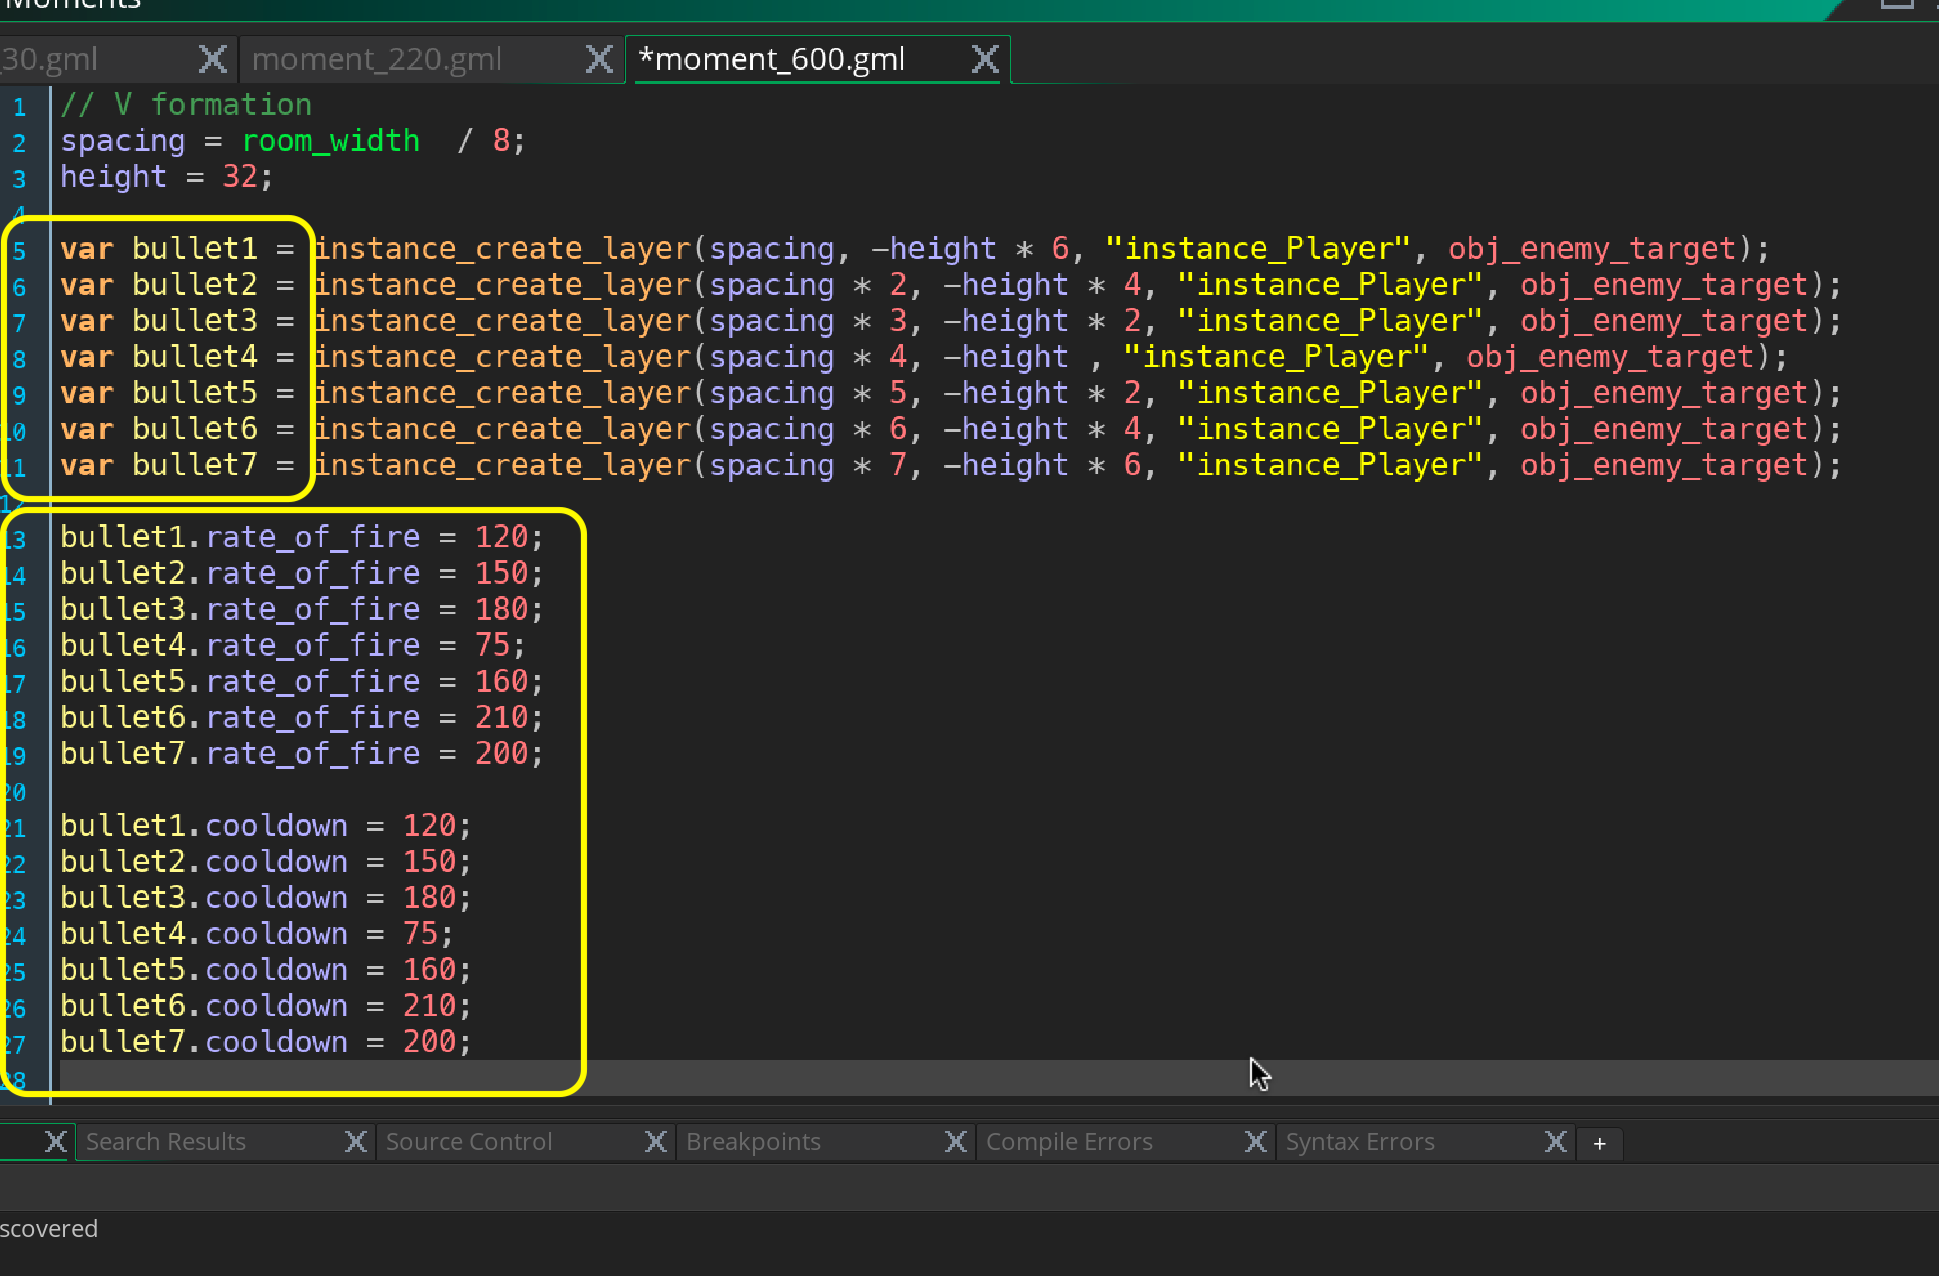 Moments
_30.gml X moment_220.gml X *moment_600.gml X
1 // V formation
2 spacing = room_width  / 8;
3 height = 32;
4
5 var bullet1 = instance_create_layer(spacing, -height * 6, "instance_Player", obj_enemy_target);
6 var bullet2 = instance_create_layer(spacing * 2, -height * 4, "instance_Player", obj_enemy_target);
7 var bullet3 = instance_create_layer(spacing * 3, -height * 2, "instance_Player", obj_enemy_target);
8 var bullet4 = instance_create_layer(spacing * 4, -height , "instance_Player", obj_enemy_target);
9 var bullet5 = instance_create_layer(spacing * 5, -height * 2, "instance_Player", obj_enemy_target);
10 var bullet6 = instance_create_layer(spacing * 6, -height * 4, "instance_Player", obj_enemy_target);
11 var bullet7 = instance_create_layer(spacing * 7, -height * 6, "instance_Player", obj_enemy_target);
12
13 bullet1.rate_of_fire = 120;
14 bullet2.rate_of_fire = 150;
15 bullet3.rate_of_fire = 180;
16 bullet4.rate_of_fire = 75;
17 bullet5.rate_of_fire = 160;
18 bullet6.rate_of_fire = 210;
19 bullet7.rate_of_fire = 200;
20
21 bullet1.cooldown = 120;
22 bullet2.cooldown = 150;
23 bullet3.cooldown = 180;
24 bullet4.cooldown = 75;
25 bullet5.cooldown = 160;
26 bullet6.cooldown = 210;
27 bullet7.cooldown = 200;
28
X Search Results X Source Control X Breakpoints X Compile Errors X Syntax Errors X +
scovered